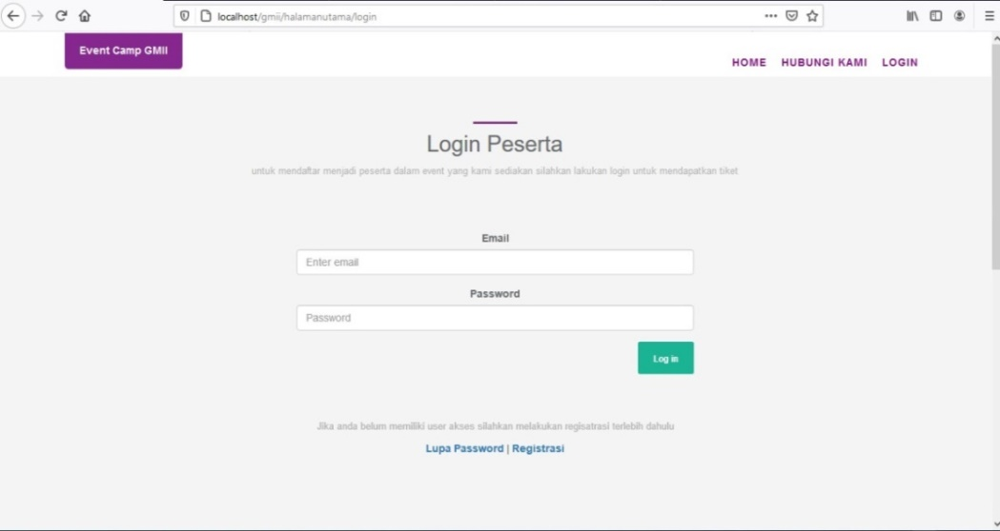 localhost/gmii/halamanutama/login
Event Camp GMII
HOME HUBUNGI KAMI LOGIN
Login Peserta
untuk mendaftar menjadi peserta dalam event yang kami sediakan silahkan lakukan login untuk mendapatkan tiket
Email
Enter email
Password
Password
Log in
Jika anda belum memiliki user akses silahkan melakukan regisatrasi terlebih dahulu
Lupa Password | Registrasi